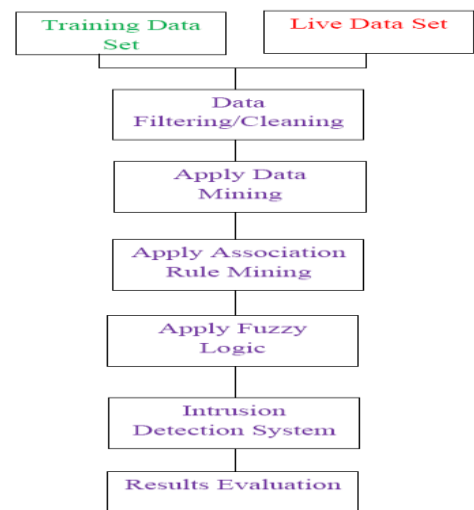 Training Data
Set
Live Data Set
Data
Filtering/Cleaning
Apply Data
Mining
Apply Association
Rule Mining
Apply Fuzzy
Logic
Intrusion
Detection System
Results Evaluation